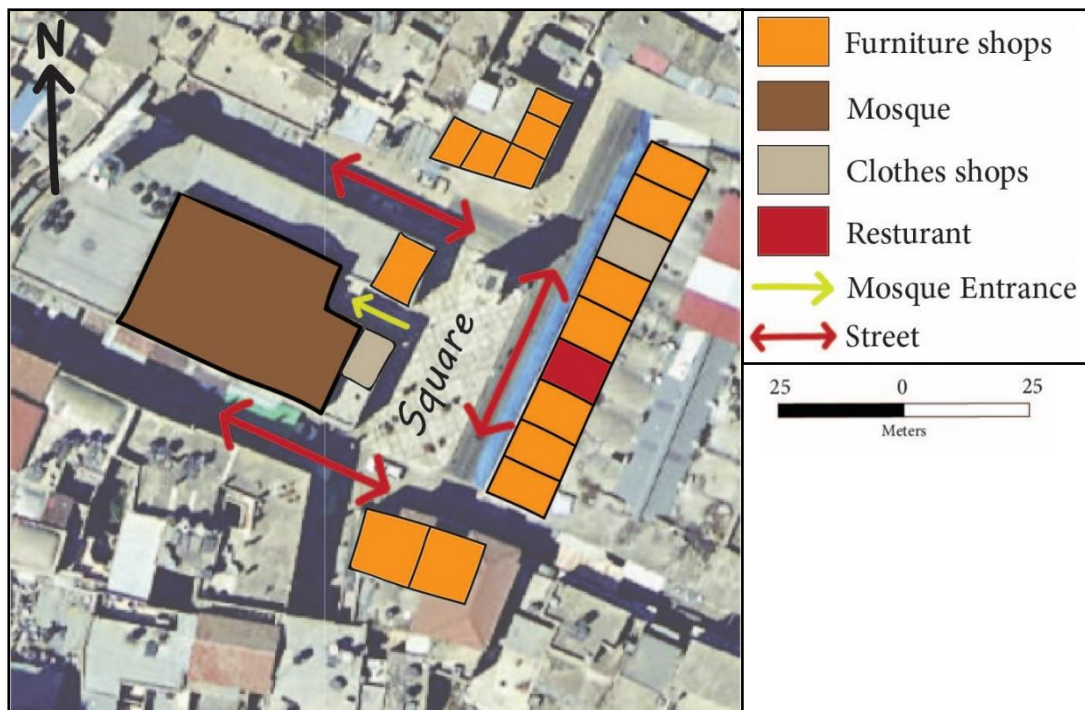 N
Square
Furniture shops
Mosque
Clothes shops
Resturant
Mosque Entrance
Street
25 0 25
Meters